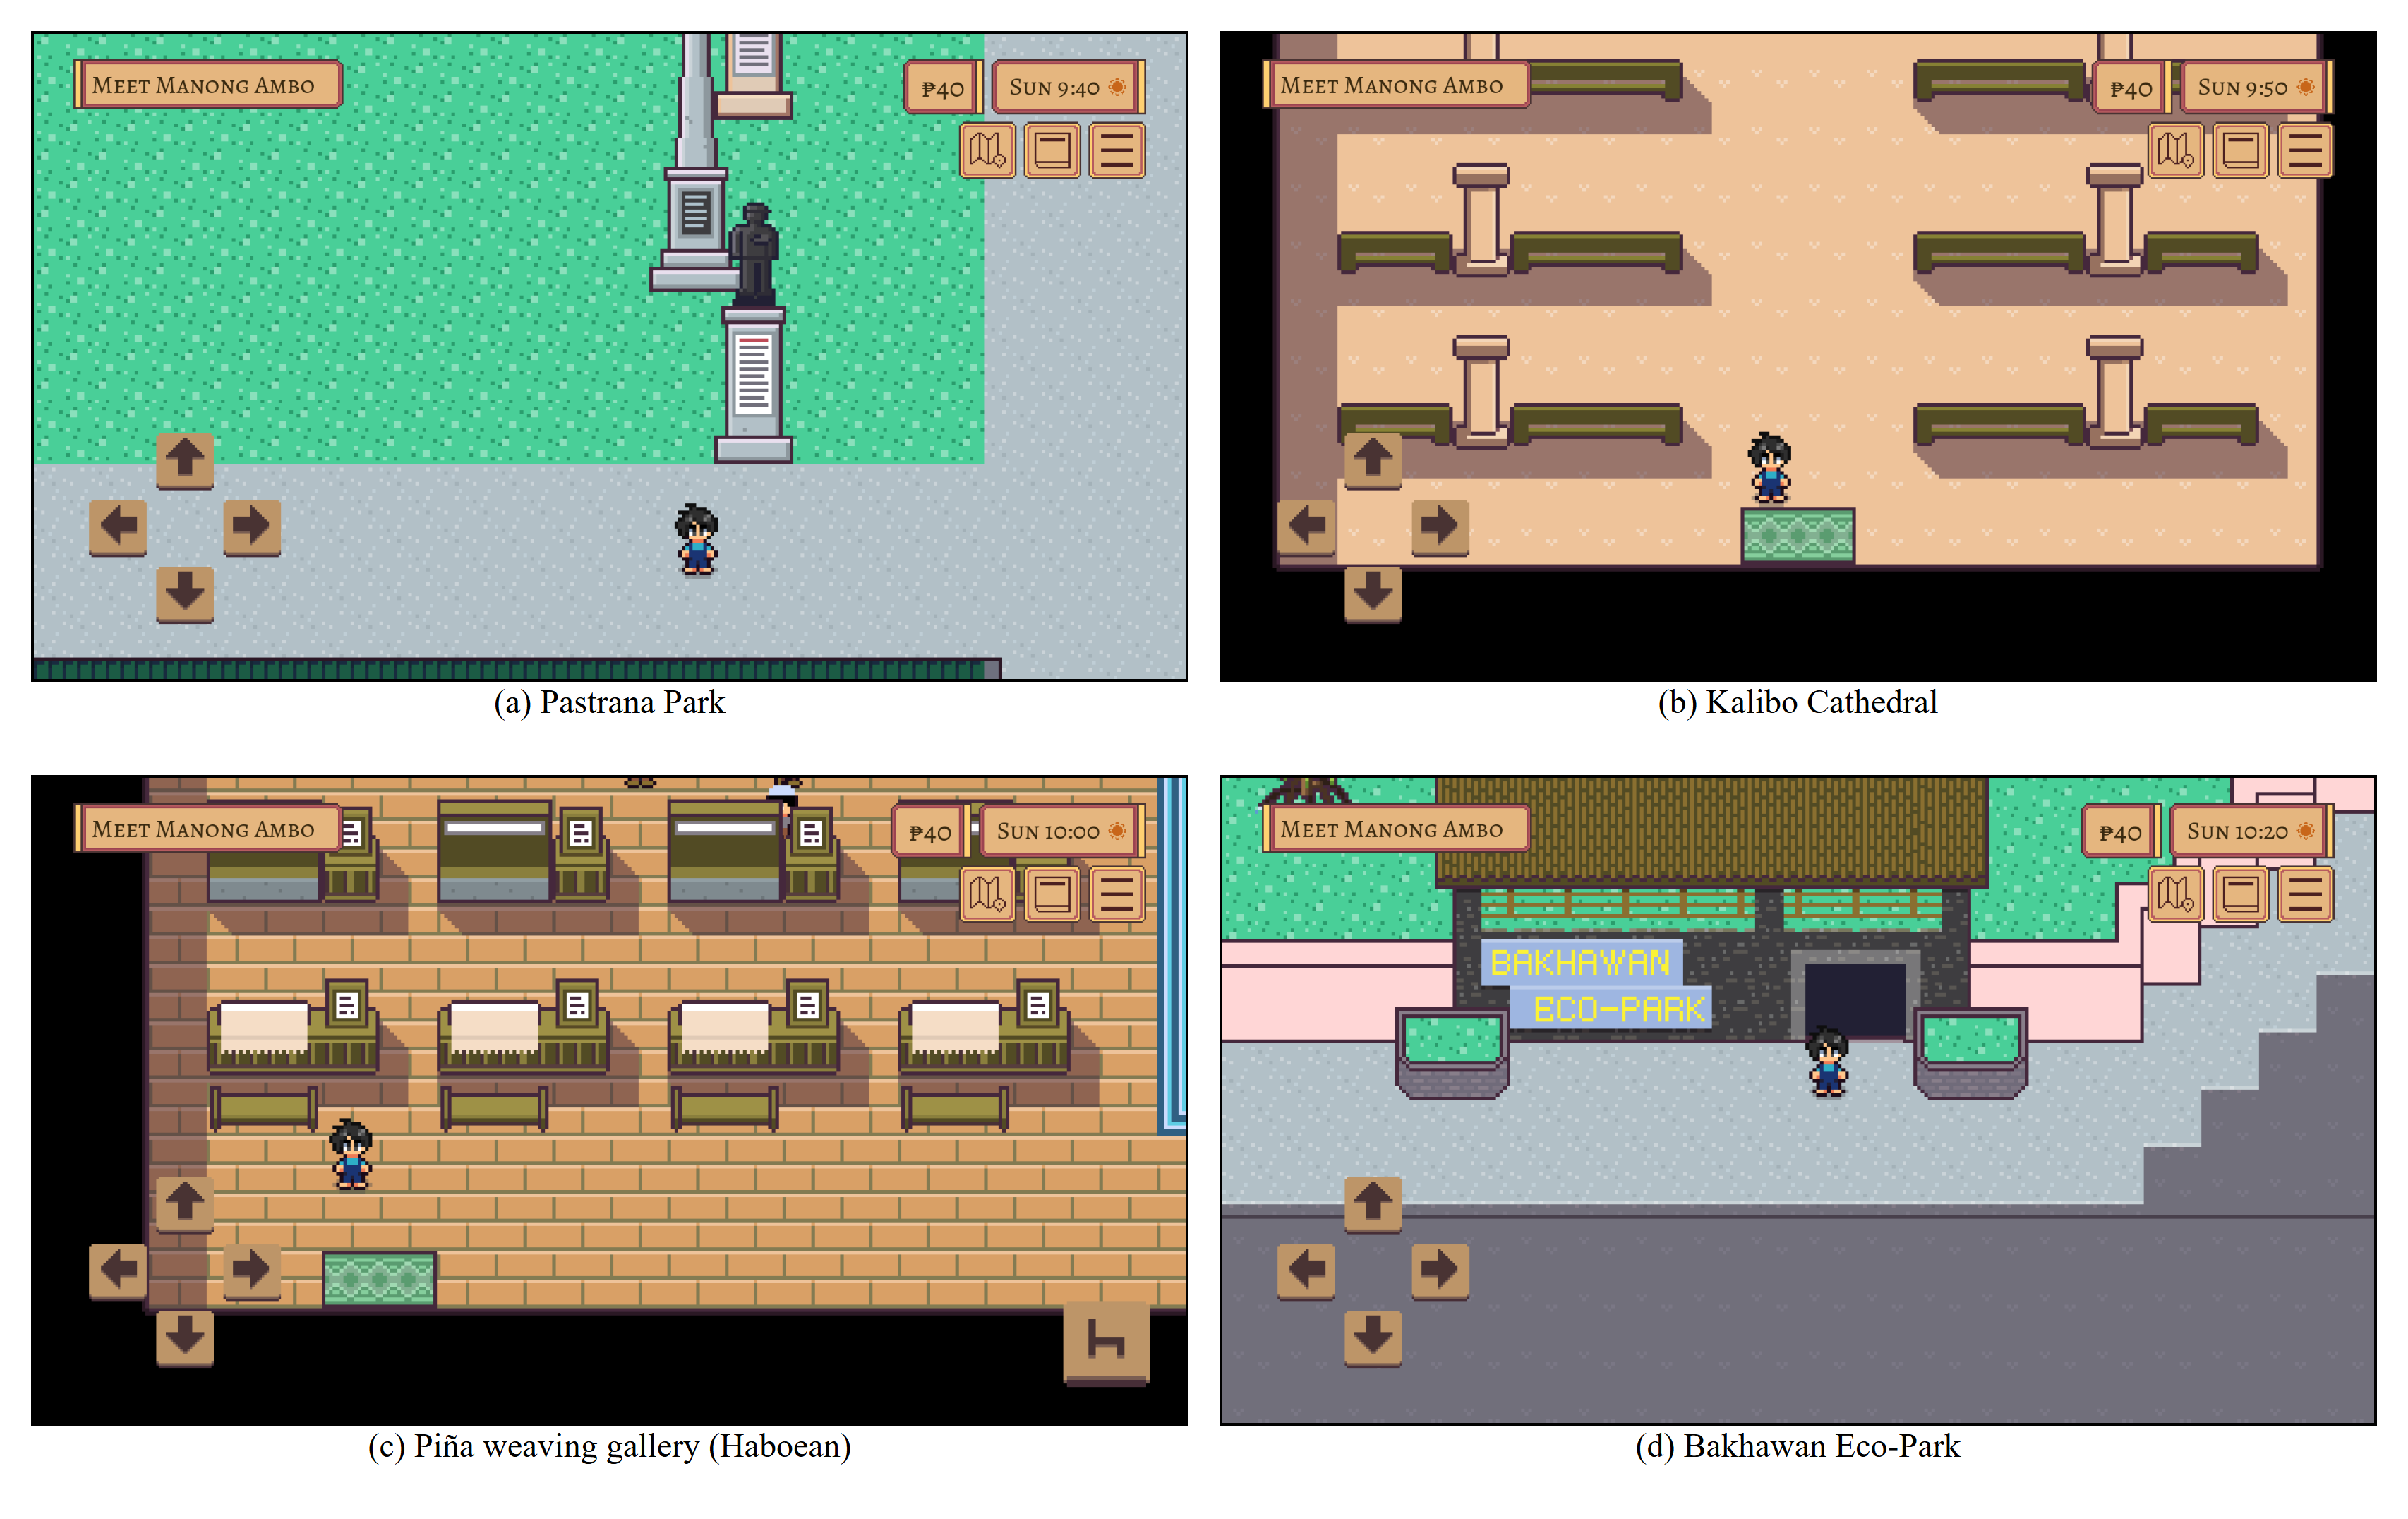 MEET MANONG AMBO
₱40
SUN 9:40
(a) Pastrana Park
MEET MANONG AMBO
₱40
SUN 9:50
(b) Kalibo Cathedral
MEET MANONG AMBO
₱40
SUN 10:00
(c) Piña weaving gallery (Haboean)
MEET MANONG AMBO
₱40
SUN 10:20
BAKHAWAN
ECO-PARK
(d) Bakhawan Eco-Park